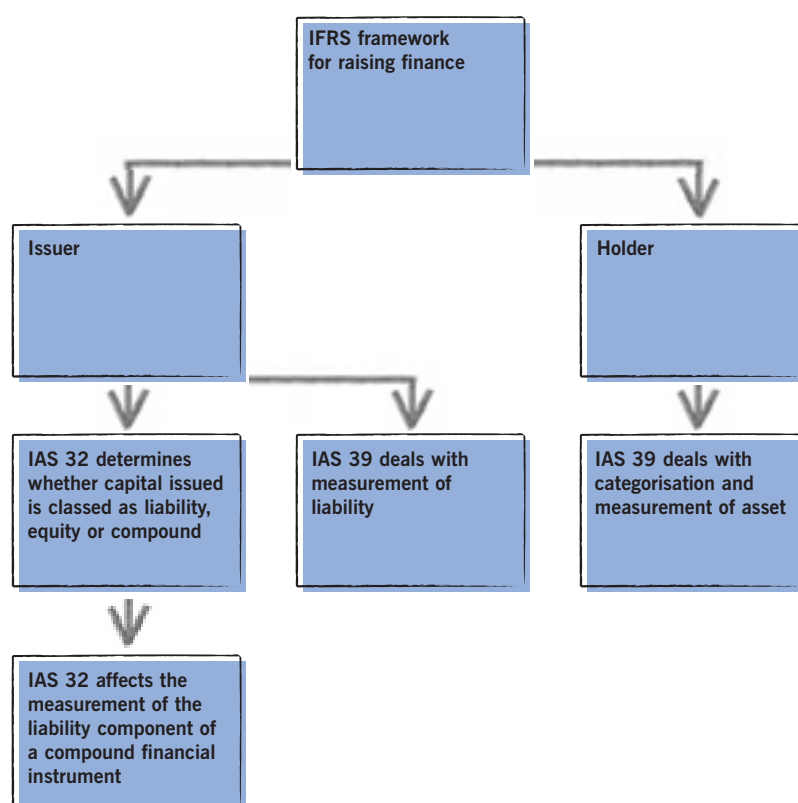 IFRS framework
for raising finance
Issuer
Holder
IAS 32 determines
whether capital issued
is classed as liability,
equity or compound
IAS 39 deals with
measurement of
liability
IAS 39 deals with
categorisation and
measurement of asset
IAS 32 affects the
measurement of the
liability component of
a compound financial
instrument